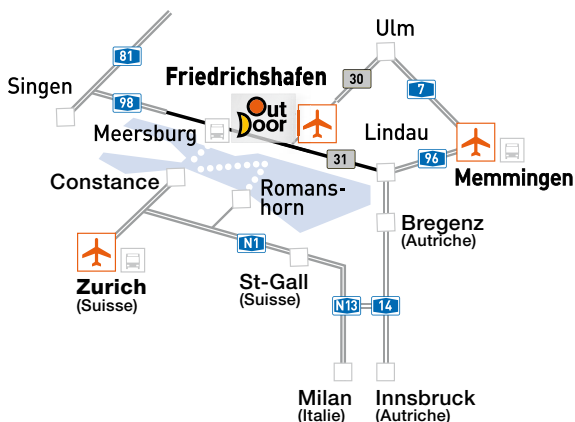 81
Ulm
Singen
Friedrichshafen
30
7
98
Out
Door
Meersburg
Lindau
31
96
Memmingen
Constance
Romans-
horn
Bregenz
(Autriche)
N1
St-Gall
(Suisse)
Zurich
(Suisse)
N13
14
Milan
(Italie)
Innsbruck
(Autriche)